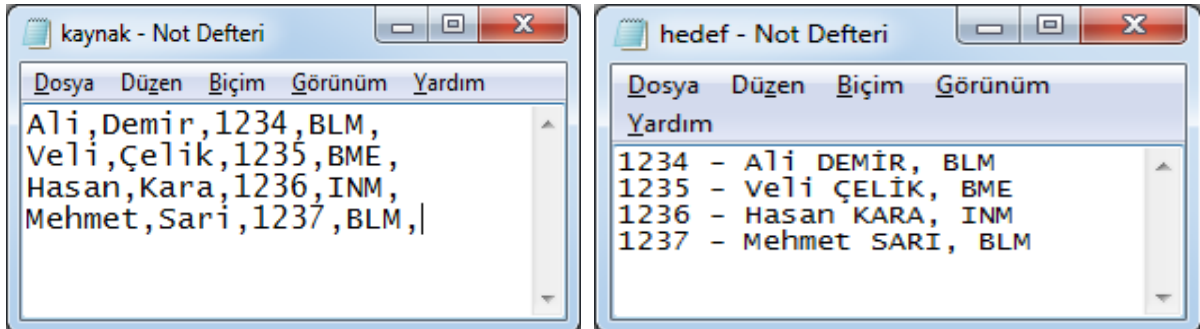 kaynak - Not Defteri
Dosya Düzen Biçim Görünüm Yardım
Ali,Demir,1234,BLM,
Veli,Çelik,1235,BME,
Hasan,Kara,1236,INM,
Mehmet,Sari,1237,BLM,
hedef - Not Defteri
Dosya Düzen Biçim Görünüm
Yardım
1234 - Ali DEMİR, BLM
1235 - Veli ÇELİK, BME
1236 - Hasan KARA, INM
1237 - Mehmet SARI, BLM